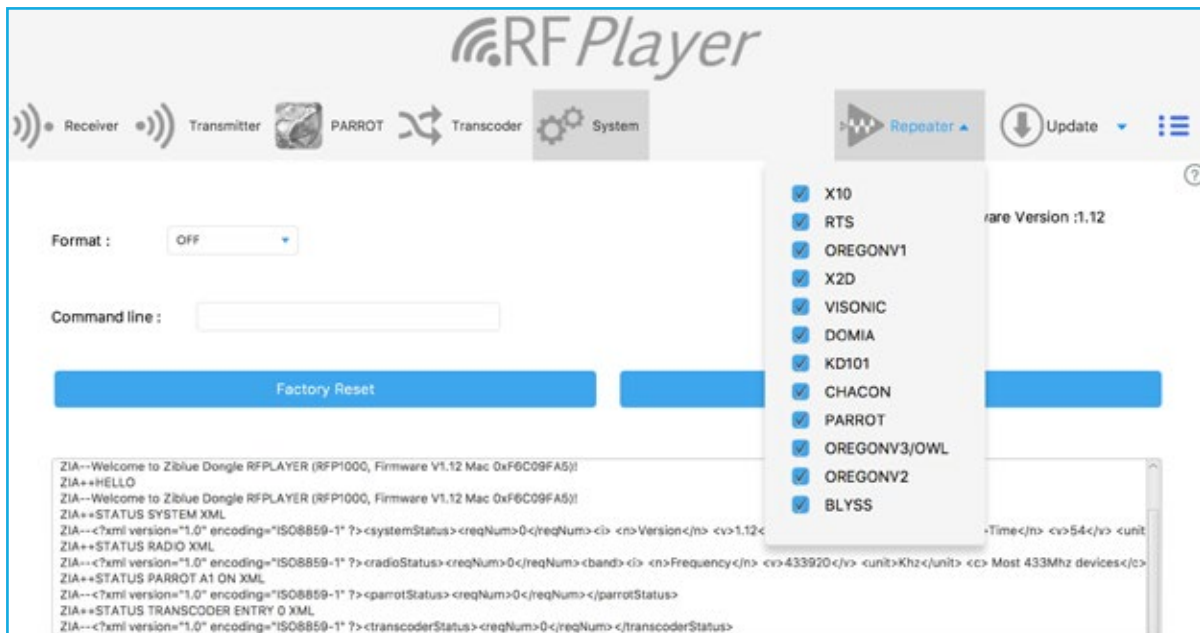 RFPlayer
Receiver Transmitter PARROT Transcoder System Repeater Update
X10
RTS
OREGONV1
X2D
VISONIC
DOMIA
KD101
CHACON
PARROT
OREGONV3/OWL
OREGONV2
BLYSS
Version :1.12
Format : OFF
Command line :
Factory Reset
ZIA--Welcome to Ziblue Dongle RFPLAYER (RFP1000, Firmware V1.12 Mac 0xF6C09FA5)!
ZIA++HELLO
ZIA--Welcome to Ziblue Dongle RFPLAYER (RFP1000, Firmware V1.12 Mac 0xF6C09FA5)!
ZIA++STATUS SYSTEM XML
ZIA--<?xml version="1.0" encoding="ISO8859-1" ?><systemStatus><reqNum>0</reqNum><i> <n>Version</n> <v>1.12< -Time</n> <v>54</v> <unit
ZIA++STATUS RADIO XML
ZIA--<?xml version="1.0" encoding="ISO8859-1" ?><radioStatus><reqNum>0</reqNum><band><i> <n>Frequency</n> <v>433920</v> <unit>Khz</unit> <c> Most 433Mhz devices</c>
ZIA++STATUS PARROT A1 ON XML
ZIA--<?xml version="1.0" encoding="ISO8859-1" ?><parrotStatus><reqNum>0</reqNum></parrotStatus>
ZIA++STATUS TRANSCODER ENTRY 0 XML
ZIA--<?xml version="1.0" encoding="ISO8859-1" ?><transcoderStatus><reqNum>0</reqNum></transcoderStatus>